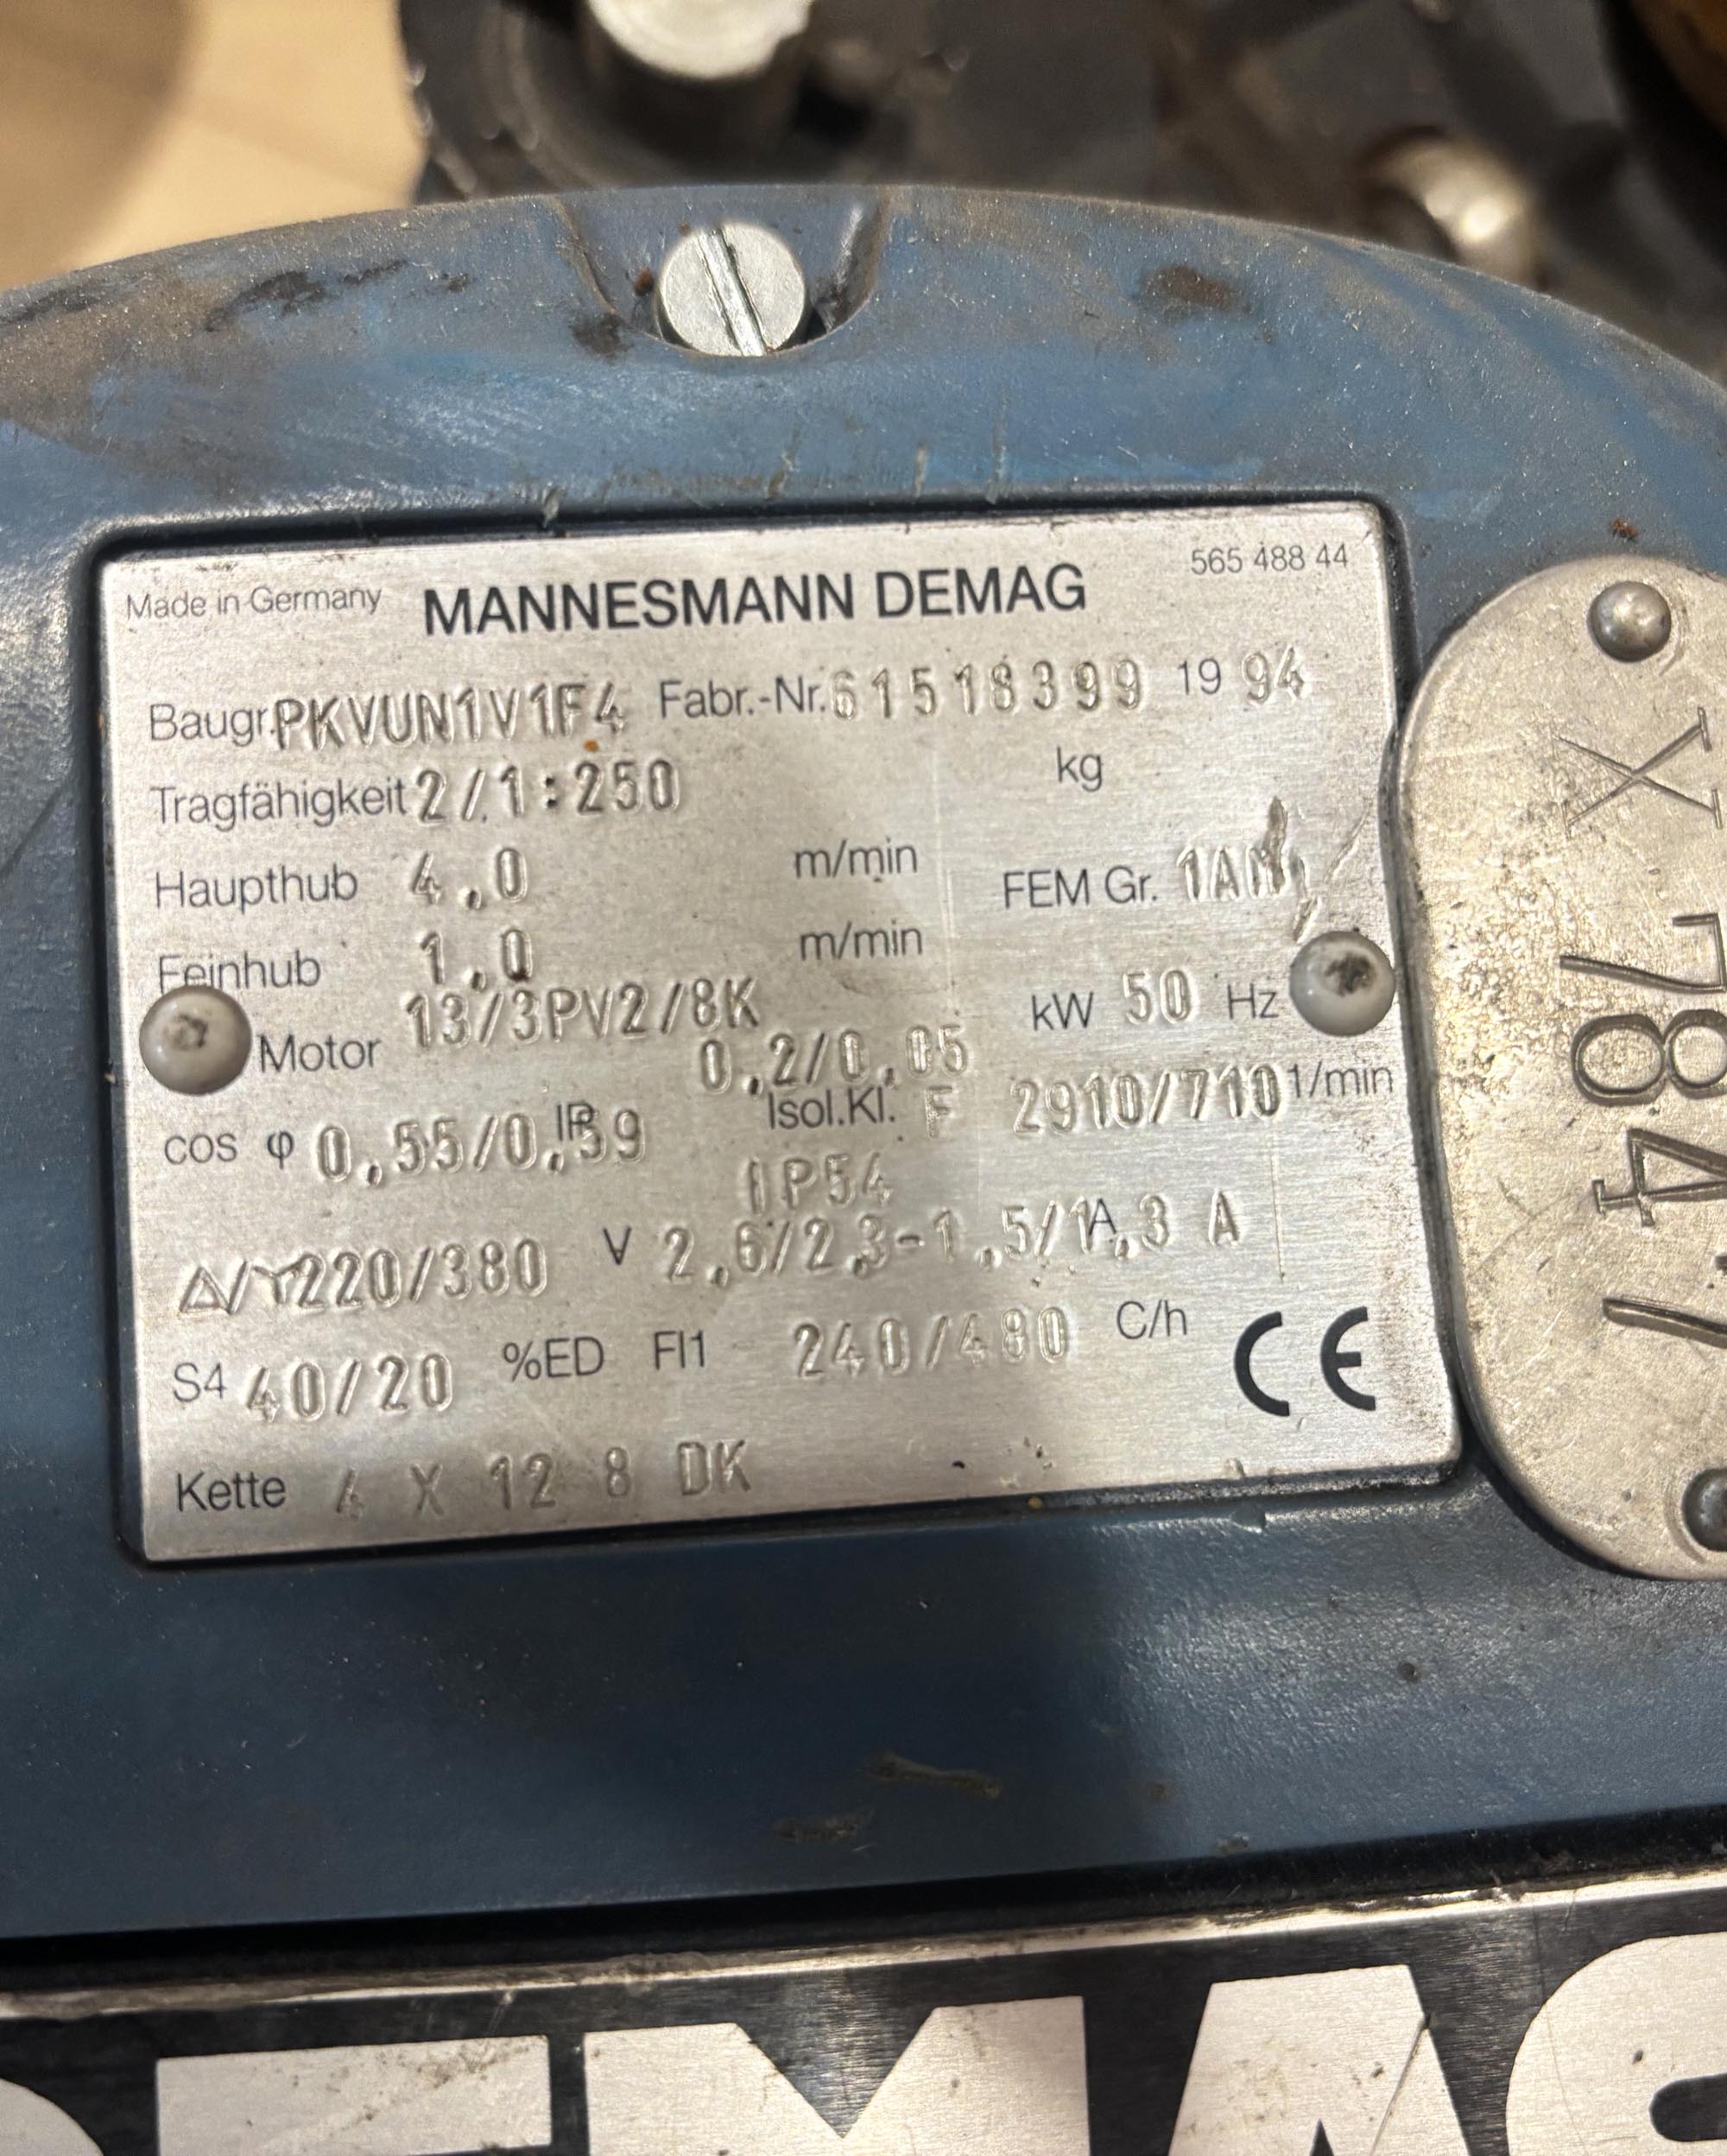 Made in Germany MANNESMANN DEMAG 565 488 44
Baugr. PKVUN1V1F4 Fabr.-Nr. 61518399 1994
Tragfähigkeit 2/1:250 kg
Haupthub 4,0 m/min FEM Gr. 1AM
Feinhub 1,0 m/min
Motor 13/3PV2/8K 0,2/0,05 kW 50 Hz
cos φ 0,55/0,59 IP Isol.Kl. F 2910/710 1/min
IP54
Δ/Y 220/380 V 2,6/2,3-1,5/1,3 A A
S4 40/20 %ED FI1 240/480 C/h CE
Kette 4 X 12 8 DK
X 784·7
DEMAG